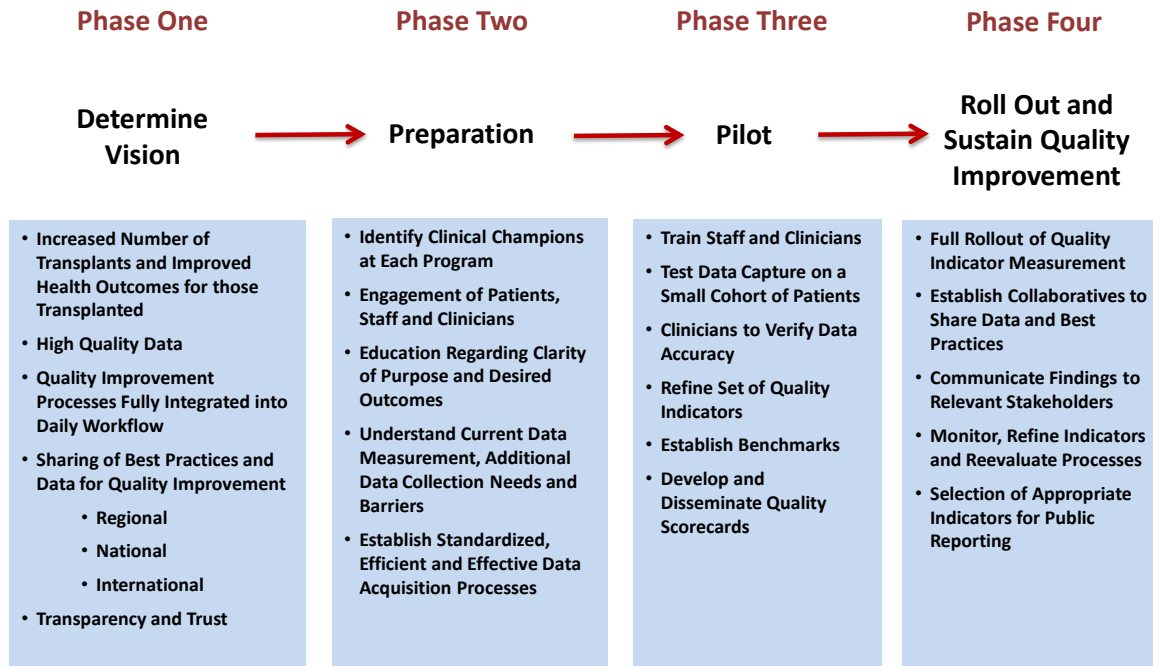 Phase One
Phase Two
Phase Three
Phase Four
Determine
Vision
Preparation
Pilot
Roll Out and
Sustain Quality
Improvement
• Increased Number of
Transplants and Improved
Health Outcomes for those
Transplanted
• High Quality Data
• Quality Improvement
Processes Fully Integrated into
Daily Workflow
• Sharing of Best Practices and
Data for Quality Improvement
• Regional
• National
• International
• Transparency and Trust
• Identify Clinical Champions
at Each Program
• Engagement of Patients,
Staff and Clinicians
• Education Regarding Clarity
of Purpose and Desired
Outcomes
• Understand Current Data
Measurement, Additional
Data Collection Needs and
Barriers
• Establish Standardized,
Efficient and Effective Data
Acquisition Processes
• Train Staff and Clinicians
• Test Data Capture on a
Small Cohort of Patients
• Clinicians to Verify Data
Accuracy
• Refine Set of Quality
Indicators
• Establish Benchmarks
• Develop and
Disseminate Quality
Scorecards
• Full Rollout of Quality
Indicator Measurement
• Establish Collaboratives to
Share Data and Best
Practices
• Communicate Findings to
Relevant Stakeholders
• Monitor, Refine Indicators
and Reevaluate Processes
• Selection of Appropriate
Indicators for Public
Reporting